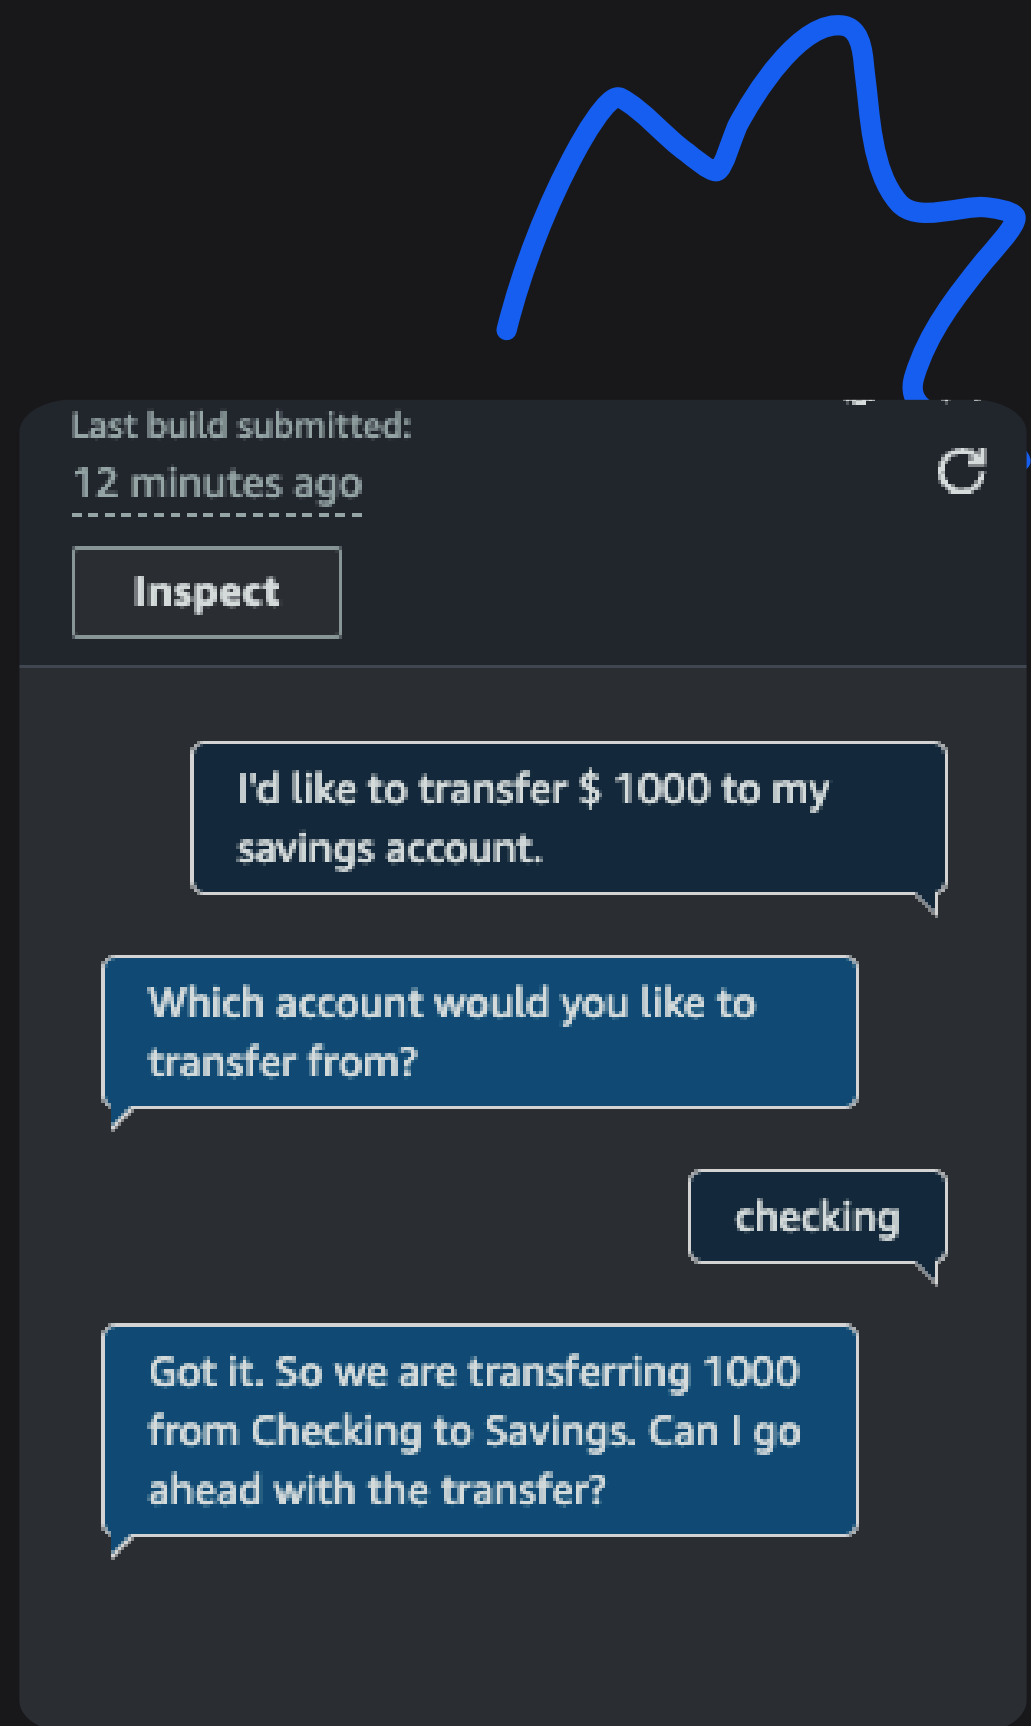 Last build submitted:
12 minutes ago
Inspect
I'd like to transfer $ 1000 to my
savings account.
Which account would you like to
transfer from?
checking
Got it. So we are transferring 1000
from Checking to Savings. Can I go
ahead with the transfer?